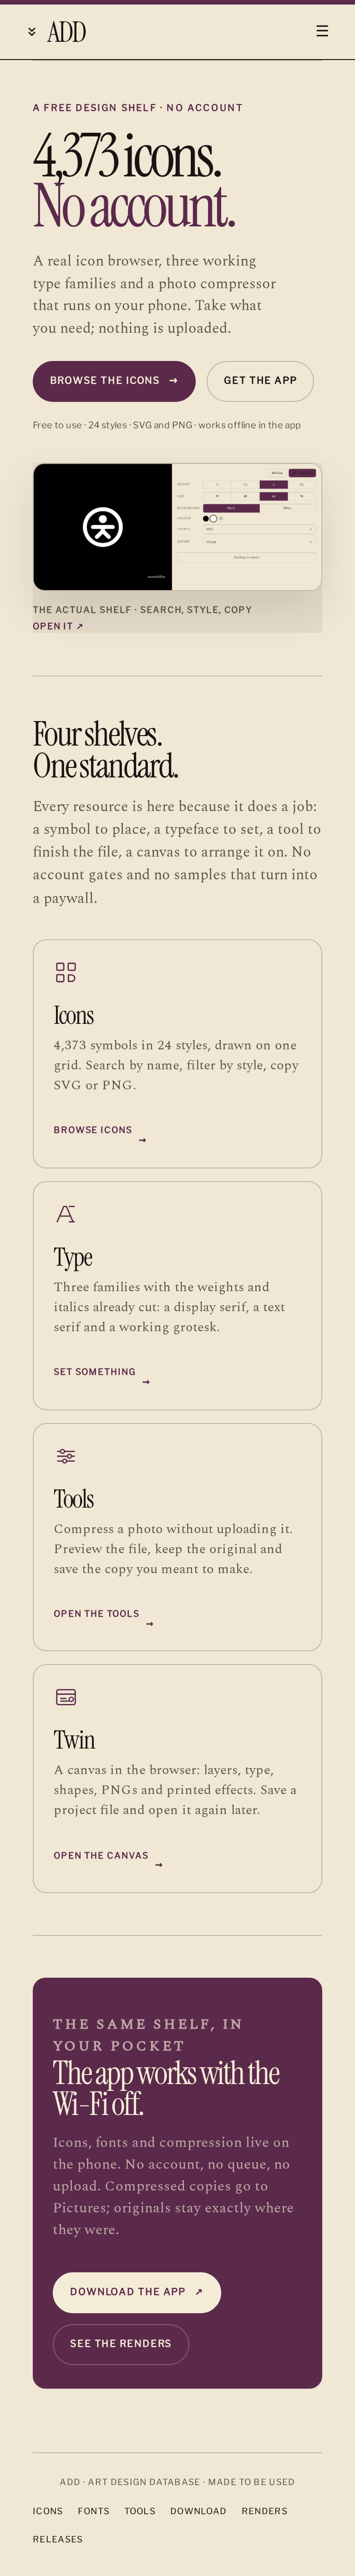 ADD
A FREE DESIGN SHELF · NO ACCOUNT
4,373 icons.
No account.
A real icon browser, three working
type families and a photo compressor
that runs on your phone. Take what
you need; nothing is uploaded.
BROWSE THE ICONS → GET THE APP
Free to use · 24 styles · SVG and PNG · works offline in the app
THE ACTUAL SHELF · SEARCH, STYLE, COPY
OPEN IT ↗
Four shelves.
One standard.
Every resource is here because it does a job:
a symbol to place, a typeface to set, a tool to
finish the file, a canvas to arrange it on. No
account gates and no samples that turn into
a paywall.
Icons
4,373 symbols in 24 styles, drawn on one
grid. Search by name, filter by style, copy
SVG or PNG.
BROWSE ICONS →
Type
Three families with the weights and
italics already cut: a display serif, a text
serif and a working grotesk.
SET SOMETHING →
Tools
Compress a photo without uploading it.
Preview the file, keep the original and
save the copy you meant to make.
OPEN THE TOOLS →
Twin
A canvas in the browser: layers, type,
shapes, PNGs and printed effects. Save a
project file and open it again later.
OPEN THE CANVAS →
THE SAME SHELF, IN
YOUR POCKET
The app works with the
Wi-Fi off.
Icons, fonts and compression live on
the phone. No account, no queue, no
upload. Compressed copies go to
Pictures; originals stay exactly where
they were.
DOWNLOAD THE APP ↗
SEE THE RENDERS
ADD · ART DESIGN DATABASE · MADE TO BE USED
ICONS FONTS TOOLS DOWNLOAD RENDERS
RELEASES